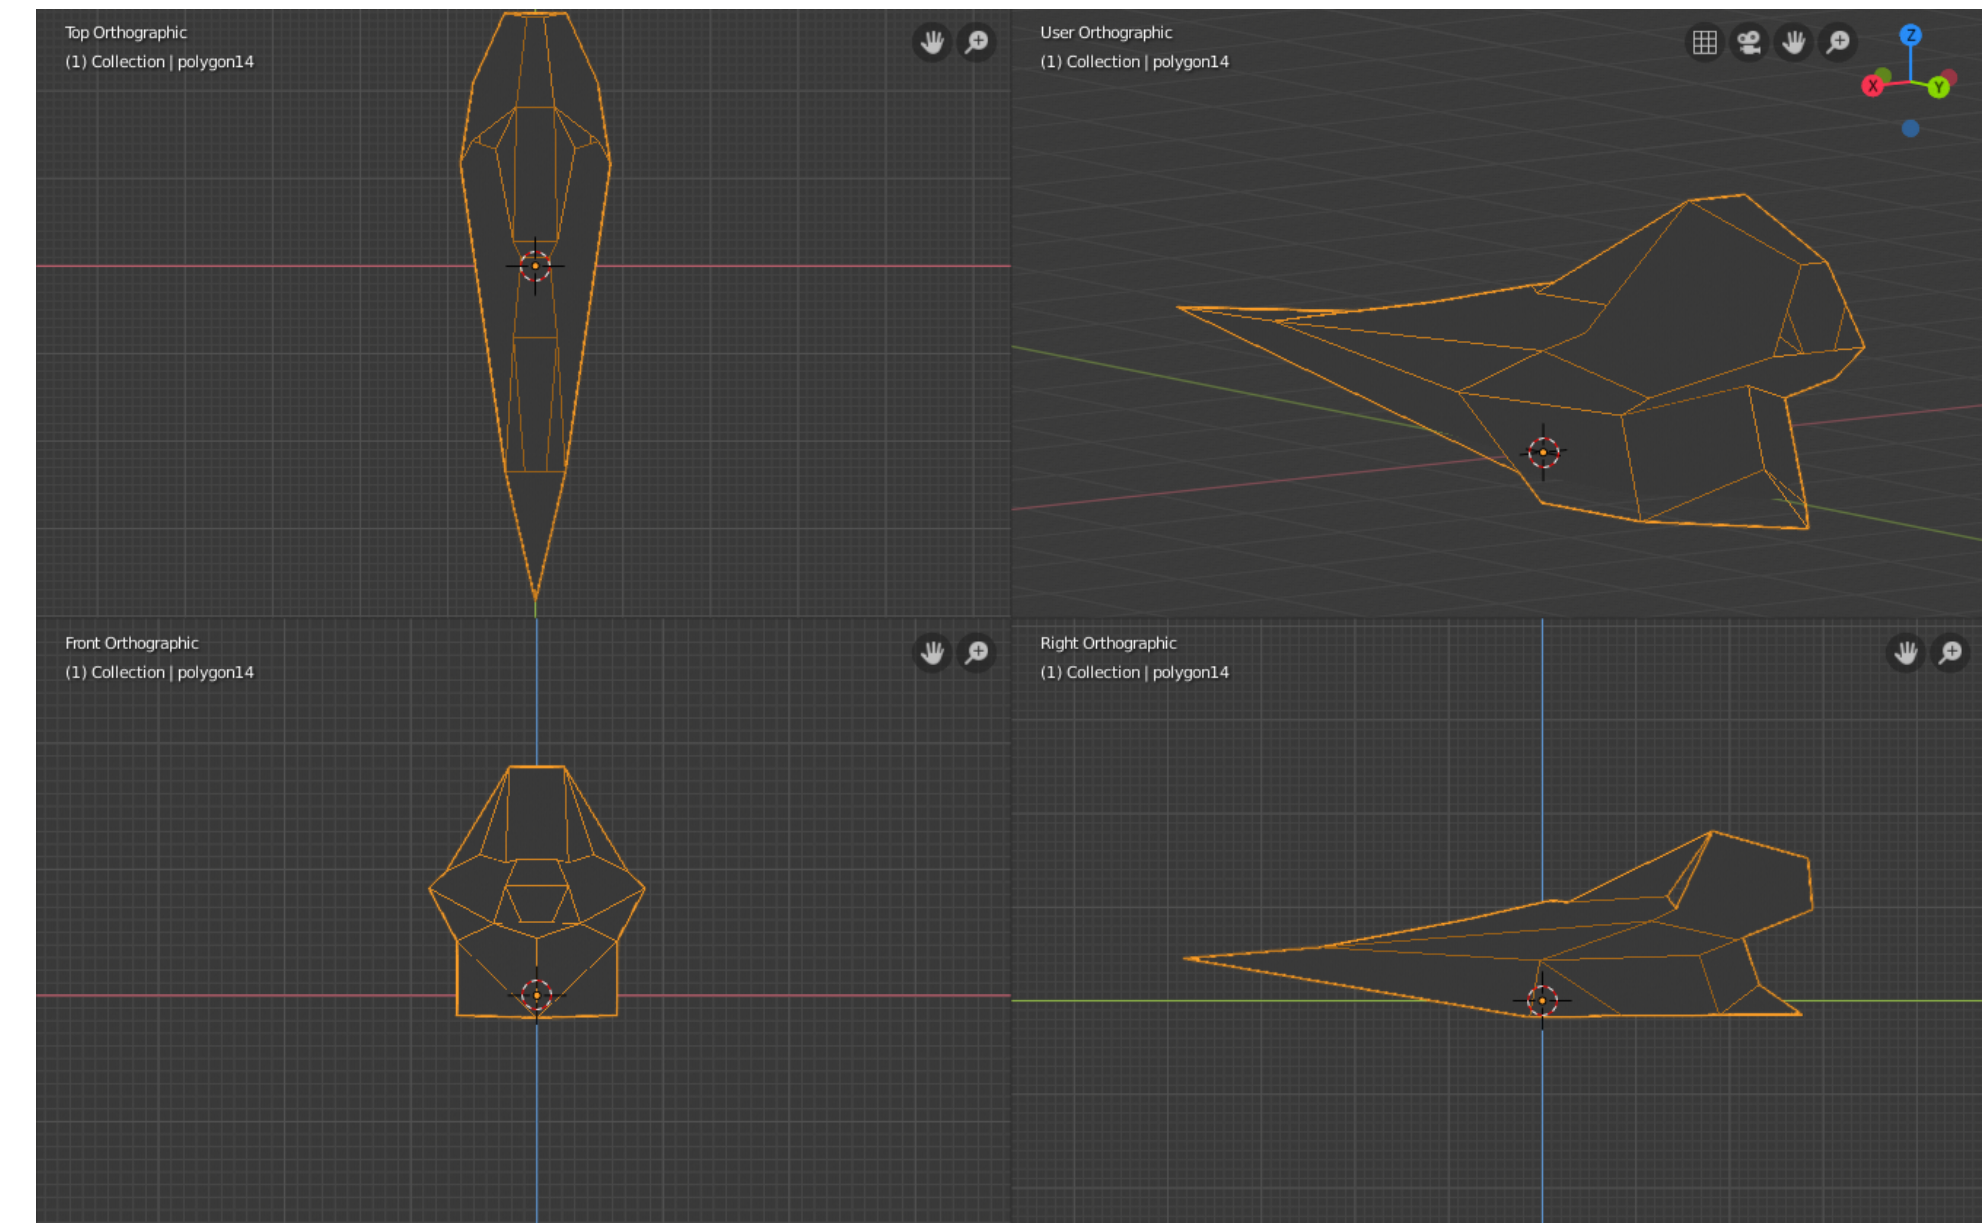 Top Orthographic
(1) Collection | polygon14
User Orthographic
(1) Collection | polygon14
Z
X
Y
Front Orthographic
(1) Collection | polygon14
Right Orthographic
(1) Collection | polygon14